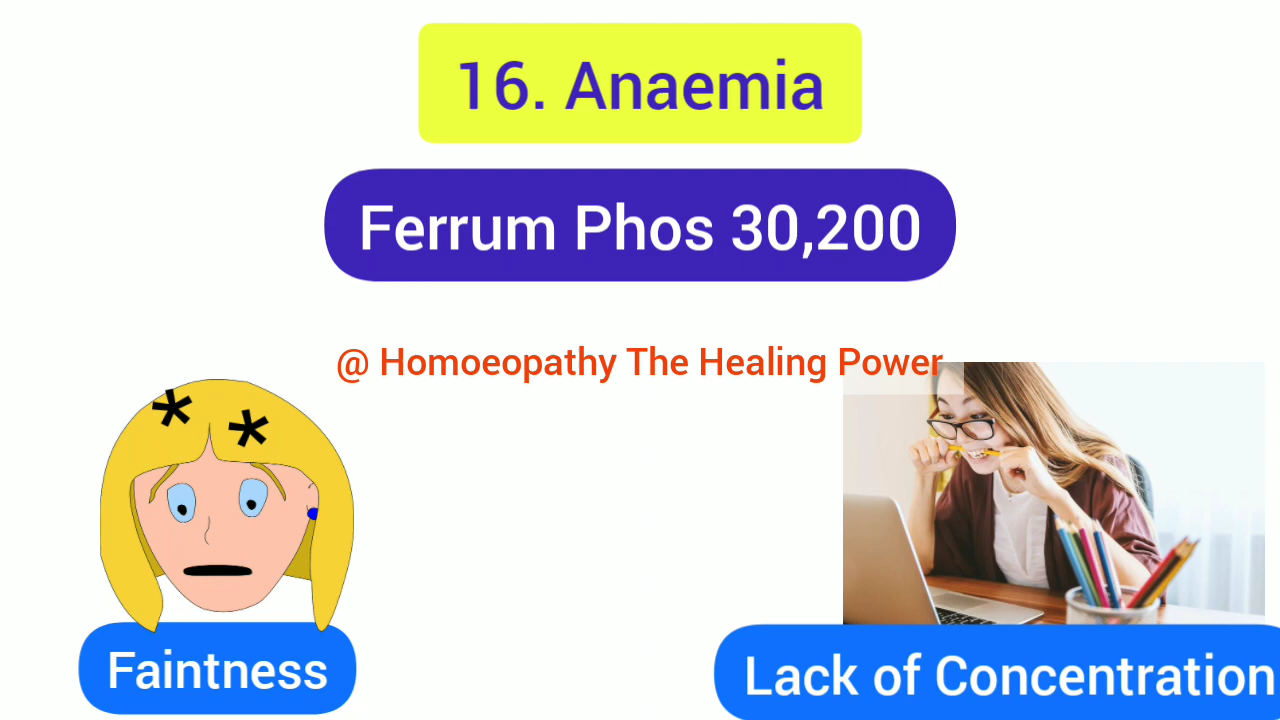 16. Anaemia
Ferrum Phos 30,200
@ Homoeopathy The Healing Power
Faintness
Lack of Concentration